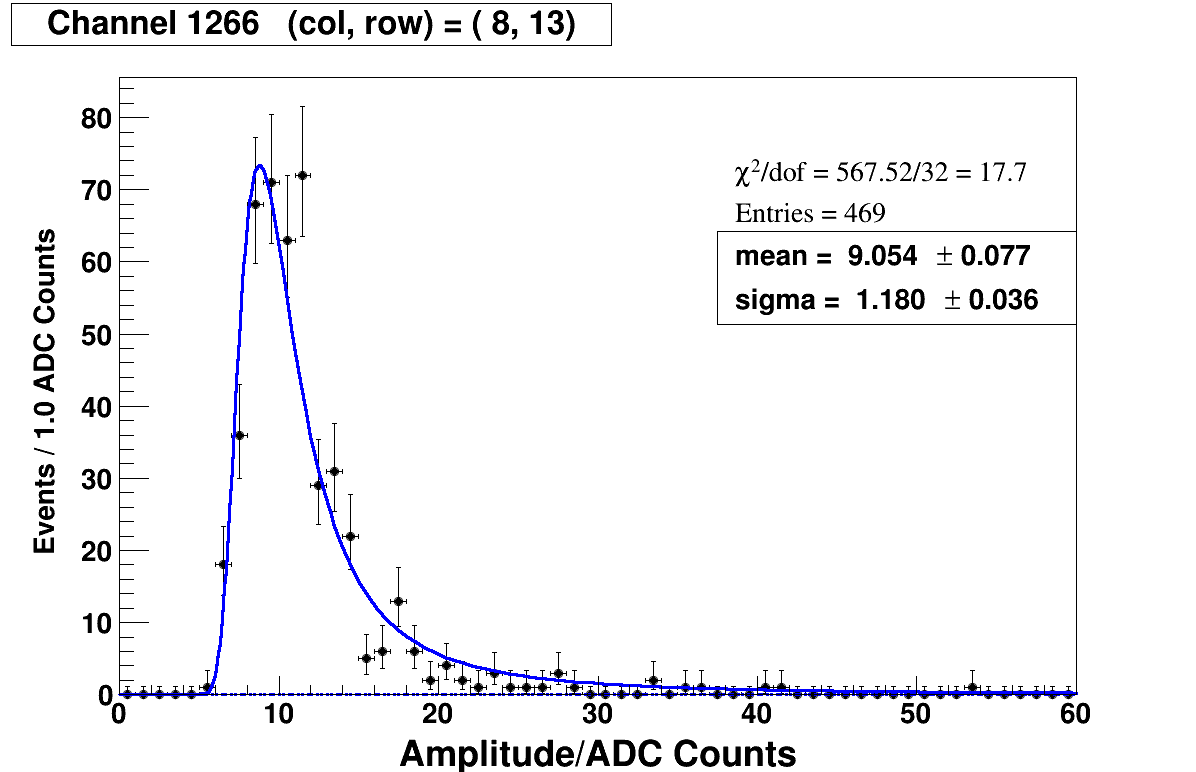 Channel 1266 (col, row) = ( 8, 13)
χ²/dof = 567.52/32 = 17.7
Entries = 469
mean = 9.054 ± 0.077
sigma = 1.180 ± 0.036
Events / 1.0 ADC Counts
80
70
60
50
40
30
20
10
0
0 10 20 30 40 50 60
Amplitude/ADC Counts